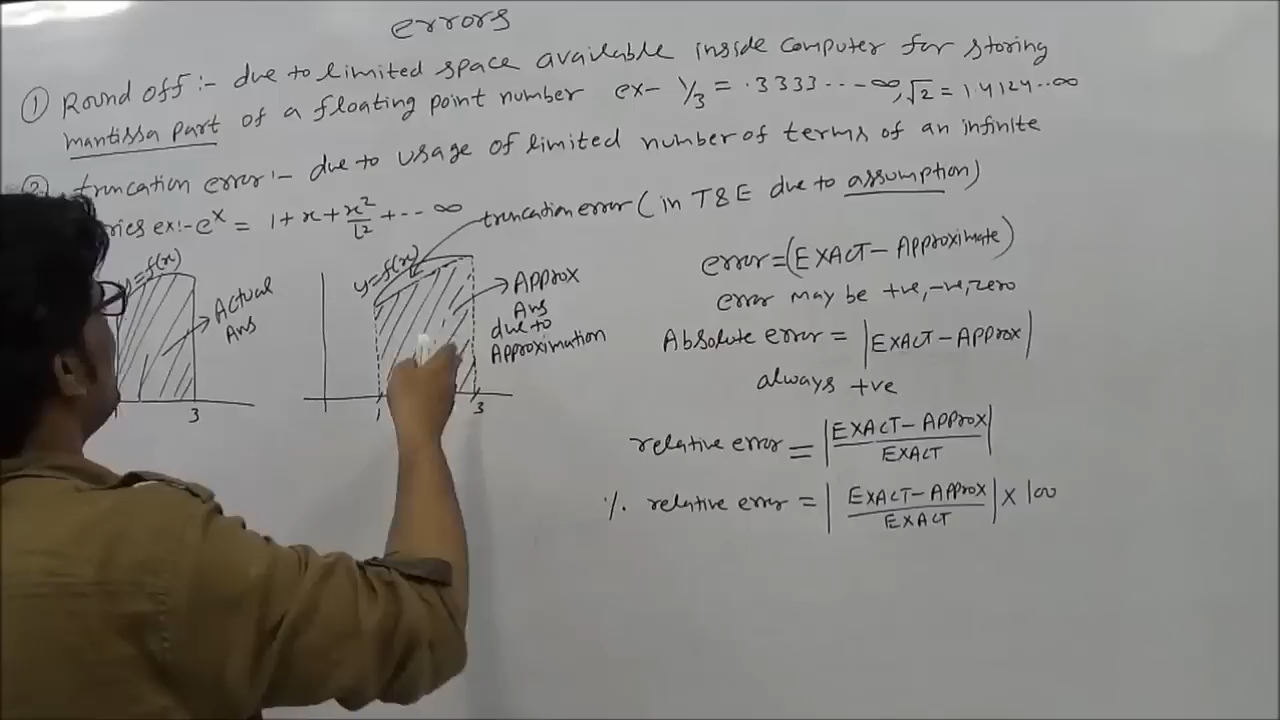 errors
① Round off :- due to limited space available inside computer for storing
mantissa part of a floating point number ex- 1/3 = .3333...-∞, √2 = 1.4124...∞
② truncation error :- due to usage of limited number of terms of an infinite
ries ex:- e^x = 1 + x + x²/⌊2 + --- ∞
truncation error (in T&E due to assumption)
y=f(x)
Actual
Ans
3
y=f(x)
Approx
Ans
due to
Approximation
1
3
error = (EXACT - Approximate)
error may be +ve, -ve, zero
Absolute error = |EXACT - APPROX|
always +ve
relative error = |EXACT - APPROX / EXACT|
% relative error = |EXACT - APPROX / EXACT| × 100